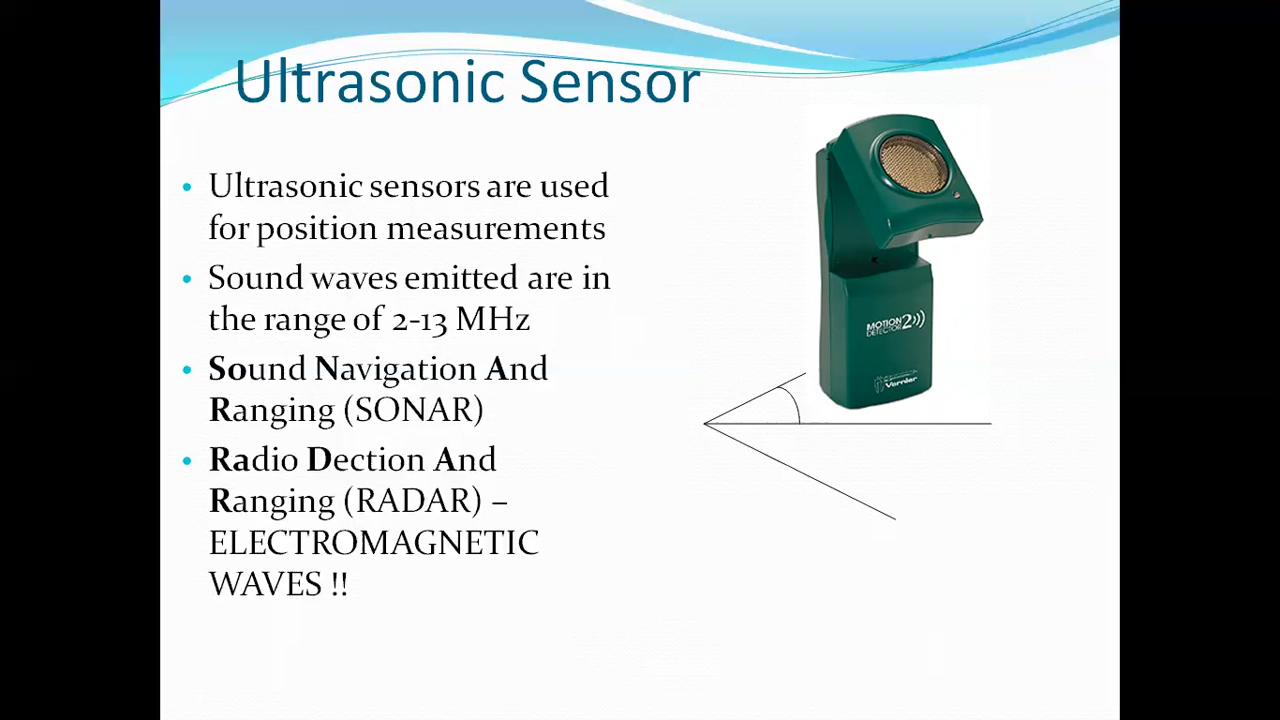 Ultrasonic Sensor
• Ultrasonic sensors are used
for position measurements
• Sound waves emitted are in
the range of 2-13 MHz
• Sound Navigation And
Ranging (SONAR)
• Radio Dection And
Ranging (RADAR) –
ELECTROMAGNETIC
WAVES !!
MOTION
DETECTOR 2
Vernier